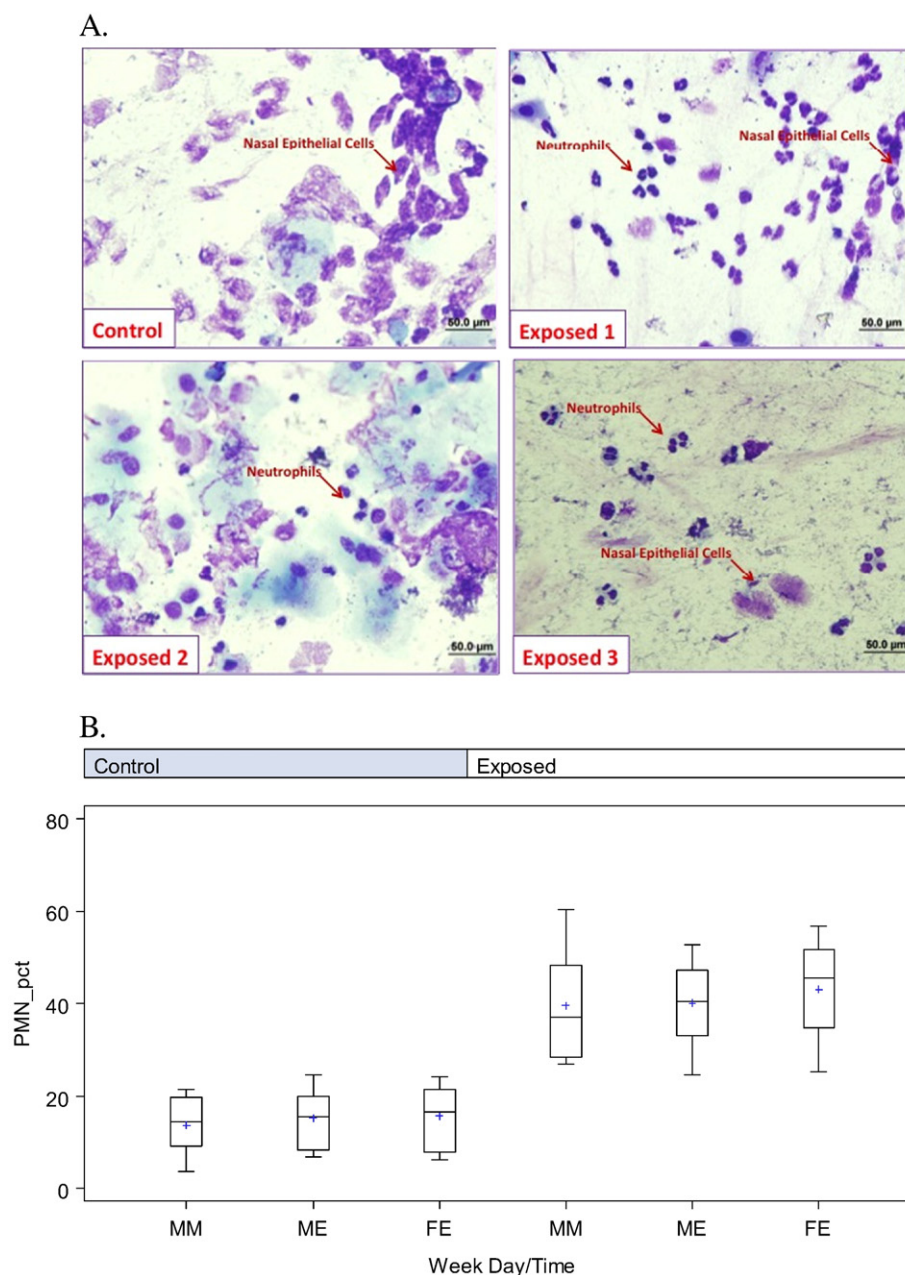 A.
Nasal Epithelial Cells
Control
50.0 µm
Neutrophils
Nasal Epithelial Cells
Exposed 1
50.0 µm
Neutrophils
Exposed 2
50.0 µm
Neutrophils
Nasal Epithelial Cells
Exposed 3
50.0 µm
B.
Control Exposed
80
60
40
20
0
PMN_pct
MM ME FE MM ME FE
Week Day/Time